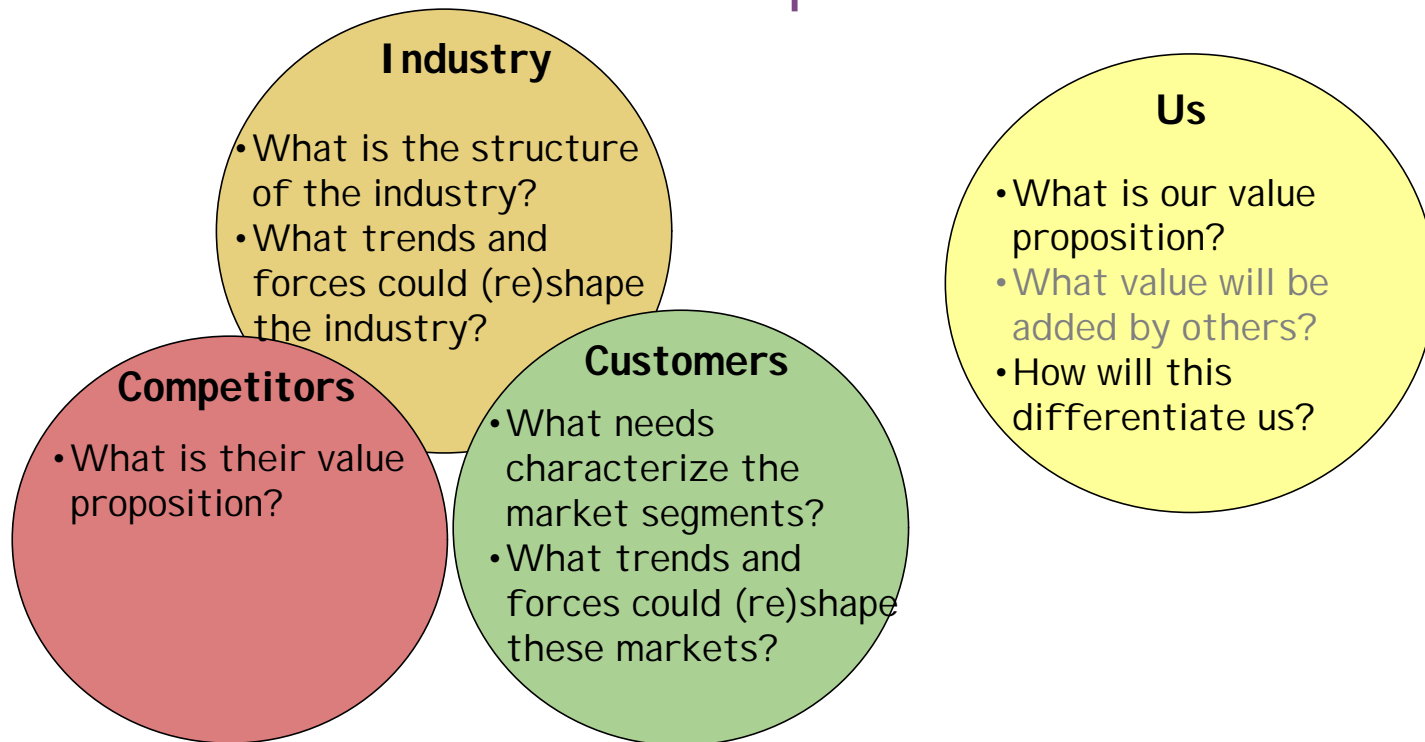 Industry
•What is the structure
of the industry?
•What trends and
forces could (re)shape
the industry?
Competitors
•What is their value
proposition?
Customers
•What needs
characterize the
market segments?
•What trends and
forces could (re)shape
these markets?
Us
•What is our value
proposition?
•What value will be
added by others?
•How will this
differentiate us?